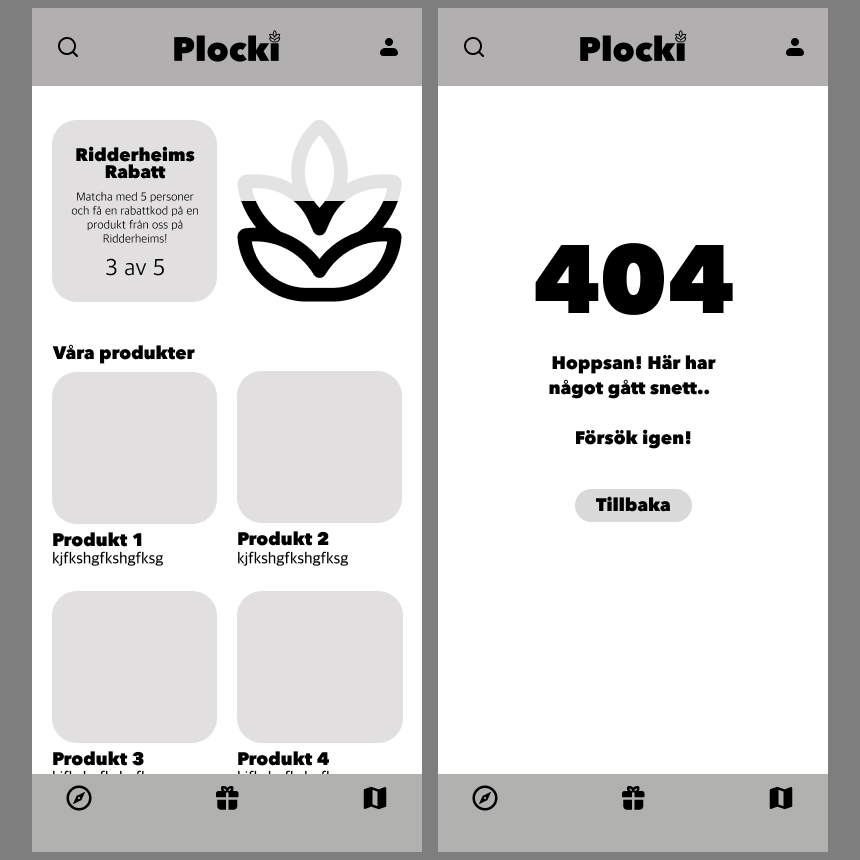 Plocki
Ridderheims
Rabatt
Matcha med 5 personer
och få en rabattkod på en
produkt från oss på
Ridderheims!
3 av 5
Våra produkter
Produkt 1
kjfkshgfkshgfksg
Produkt 2
kjfkshgfkshgfksg
Produkt 3
Produkt 4
Plocki
404
Hoppsan! Här har
något gått snett..
Försök igen!
Tillbaka